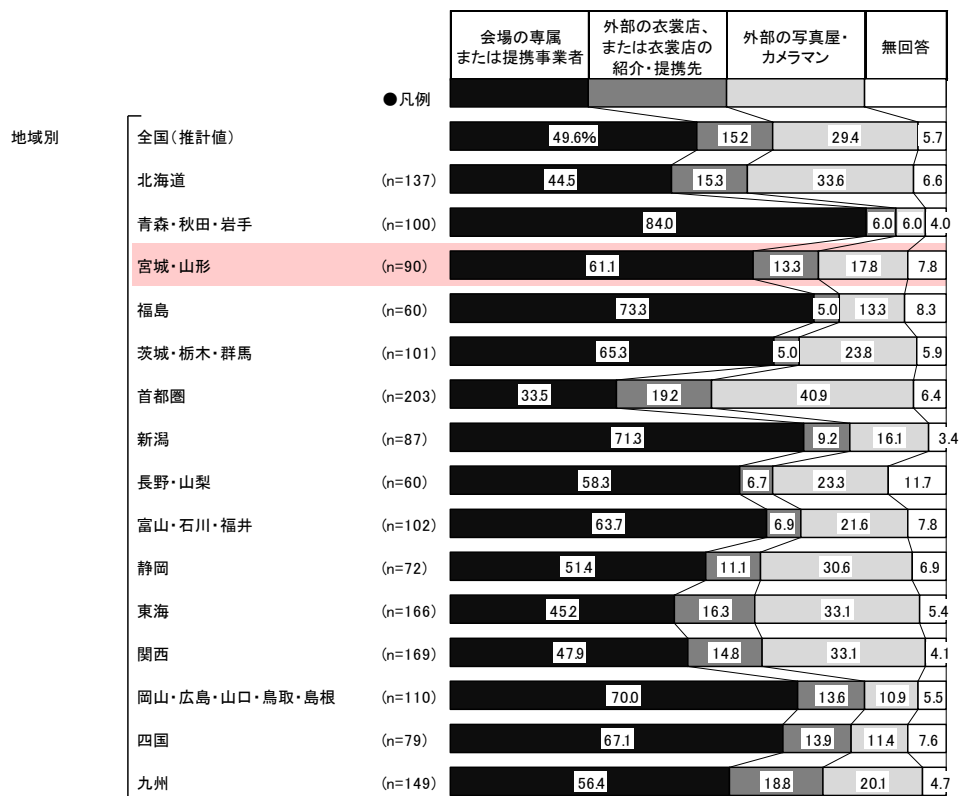 会場の専属
または提携事業者
外部の衣裳店、
または衣裳店の
紹介・提携先
外部の写真屋・
カメラマン
無回答
●凡例
地域別
全国(推計値) 49.6% 15.2 29.4 5.7
北海道 (n=137) 44.5 15.3 33.6 6.6
青森・秋田・岩手 (n=100) 84.0 6.0 6.0 4.0
宮城・山形 (n=90) 61.1 13.3 17.8 7.8
福島 (n=60) 73.3 5.0 13.3 8.3
茨城・栃木・群馬 (n=101) 65.3 5.0 23.8 5.9
首都圏 (n=203) 33.5 19.2 40.9 6.4
新潟 (n=87) 71.3 9.2 16.1 3.4
長野・山梨 (n=60) 58.3 6.7 23.3 11.7
富山・石川・福井 (n=102) 63.7 6.9 21.6 7.8
静岡 (n=72) 51.4 11.1 30.6 6.9
東海 (n=166) 45.2 16.3 33.1 5.4
関西 (n=169) 47.9 14.8 33.1 4.1
岡山・広島・山口・鳥取・島根 (n=110) 70.0 13.6 10.9 5.5
四国 (n=79) 67.1 13.9 11.4 7.6
九州 (n=149) 56.4 18.8 20.1 4.7